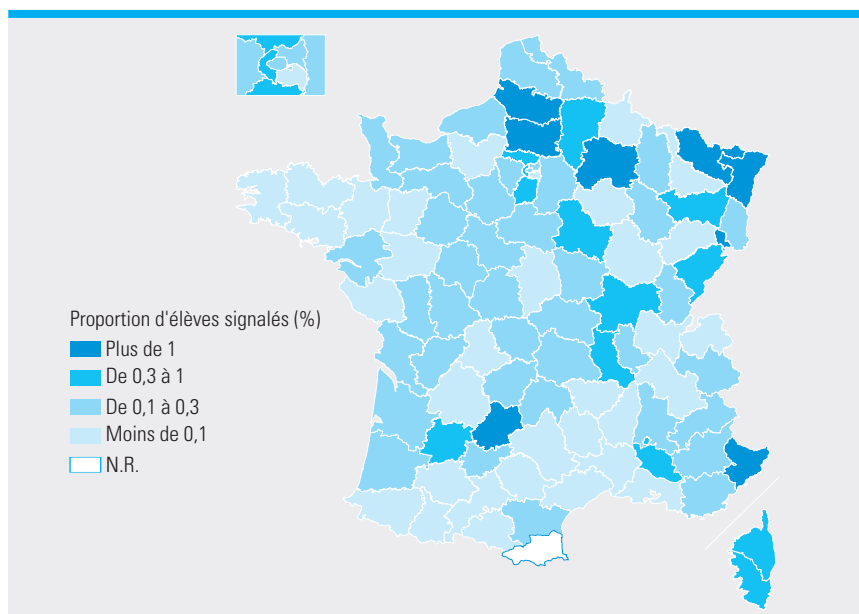 Proportion d'élèves signalés (%)
Plus de 1
De 0,3 à 1
De 0,1 à 0,3
Moins de 0,1
N.R.